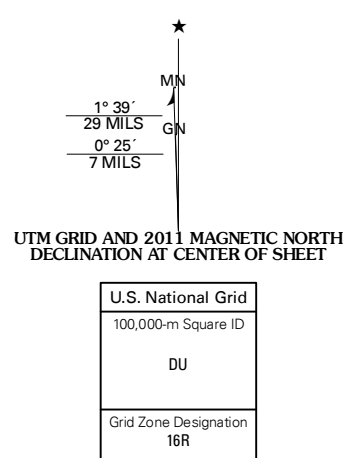 ★
MN
1° 39´
29 MILS
GN
0° 25´
7 MILS
UTM GRID AND 2011 MAGNETIC NORTH
DECLINATION AT CENTER OF SHEET
U.S. National Grid
100,000-m Square ID
DU
Grid Zone Designation
16R